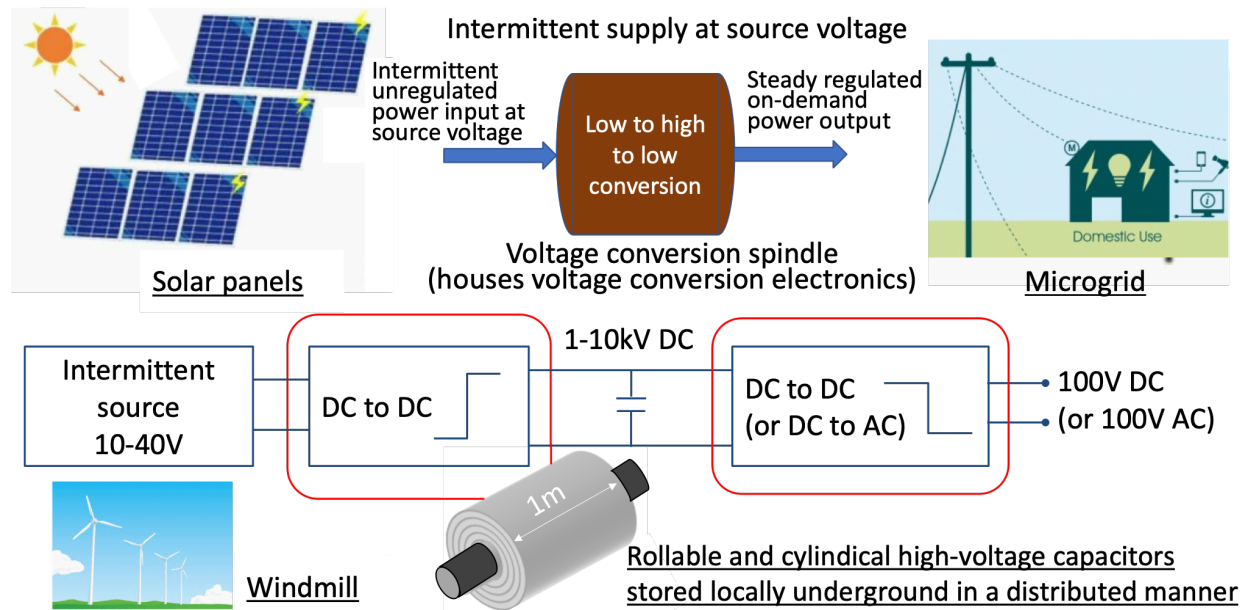 Intermittent supply at source voltage
Intermittent
unregulated
power input at
source voltage
Low to high
to low
conversion
Steady regulated
on-demand
power output
M
i
Domestic Use
Solar panels
Voltage conversion spindle
(houses voltage conversion electronics)
Microgrid
Intermittent
source
10-40V
DC to DC
1-10kV DC
DC to DC
(or DC to AC)
100V DC
(or 100V AC)
1m
Windmill
Rollable and cylindical high-voltage capacitors
stored locally underground in a distributed manner